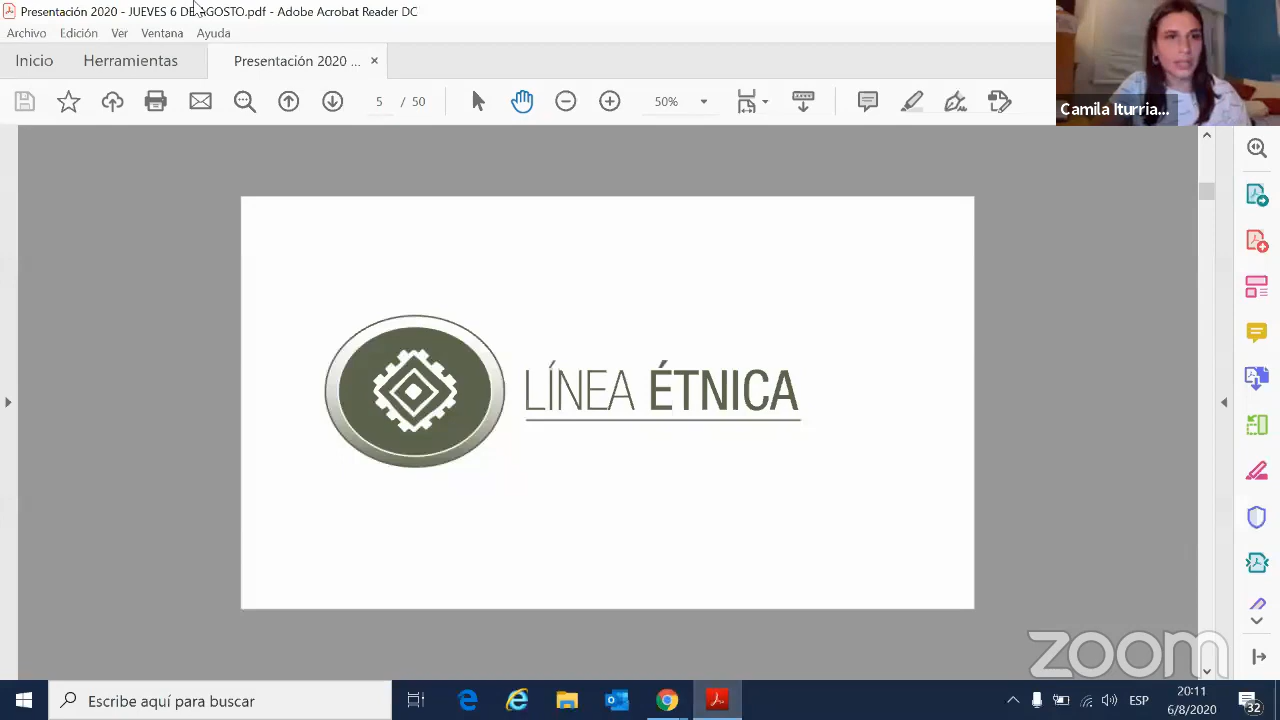 Presentación 2020 - JUEVES 6 DE AGOSTO.pdf - Adobe Acrobat Reader DC
Archivo Edición Ver Ventana Ayuda
Inicio Herramientas Presentación 2020 ... ×
5 / 50 50%
Camila Iturria...
LÍNEA ÉTNICA
zoom
Escribe aquí para buscar
ESP
20:11
6/8/2020
32